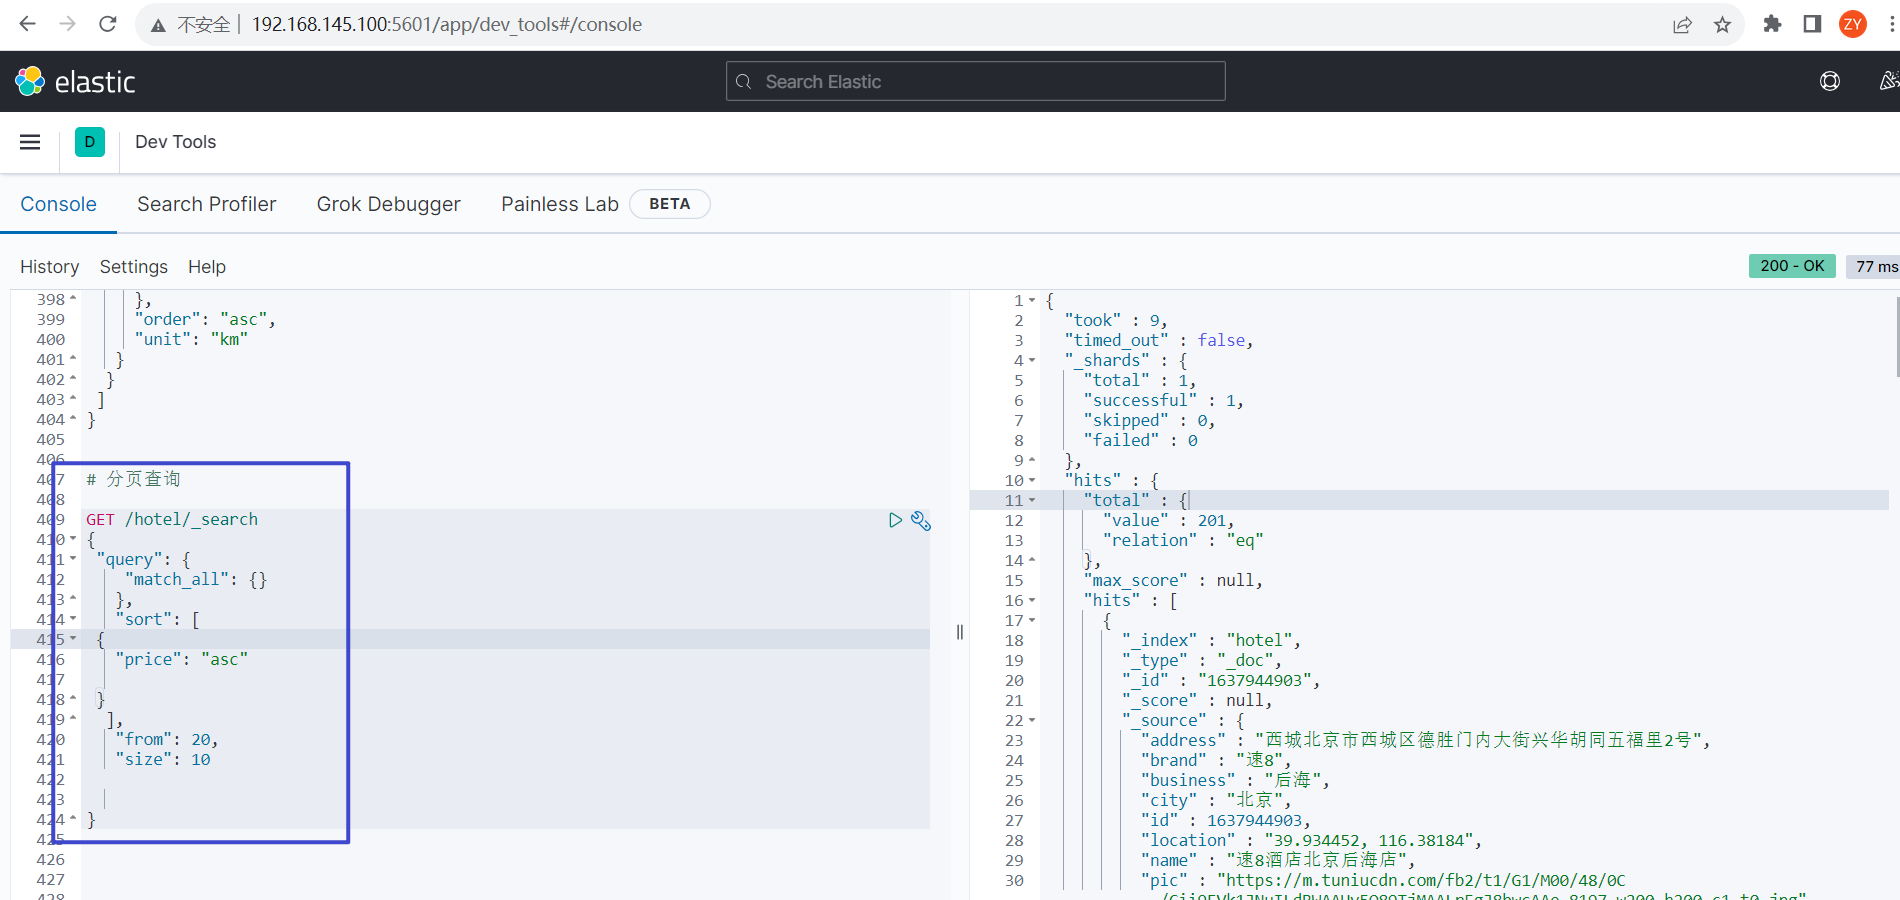 不安全 192.168.145.100:5601/app/dev_tools#/console
ZY
elastic
Search Elastic
D
Dev Tools
Console Search Profiler Grok Debugger Painless Lab BETA
History Settings Help
200 - OK 77 ms
398 },
399 "order": "asc",
400 "unit": "km"
401 }
402 }
403 ]
404 }
405
406
407 # 分页查询
408
409 GET /hotel/_search
410 {
411 "query": {
412 "match_all": {}
413 },
414 "sort": [
415 {
416 "price": "asc"
417
418 }
419 ],
420 "from": 20,
421 "size": 10
422
423
424 }
425
426
427
428
1 {
2 "took" : 9,
3 "timed_out" : false,
4 "_shards" : {
5 "total" : 1,
6 "successful" : 1,
7 "skipped" : 0,
8 "failed" : 0
9 },
10 "hits" : {
11 "total" : {
12 "value" : 201,
13 "relation" : "eq"
14 },
15 "max_score" : null,
16 "hits" : [
17 {
18 "_index" : "hotel",
19 "_type" : "_doc",
20 "_id" : "1637944903",
21 "_score" : null,
22 "_source" : {
23 "address" : "西城北京市西城区德胜门内大街兴华胡同五福里2号",
24 "brand" : "速8",
25 "business" : "后海",
26 "city" : "北京",
27 "id" : 1637944903,
28 "location" : "39.934452, 116.38184",
29 "name" : "速8酒店北京后海店",
30 "pic" : "https://m.tuniucdn.com/fb2/t1/G1/M00/48/0C